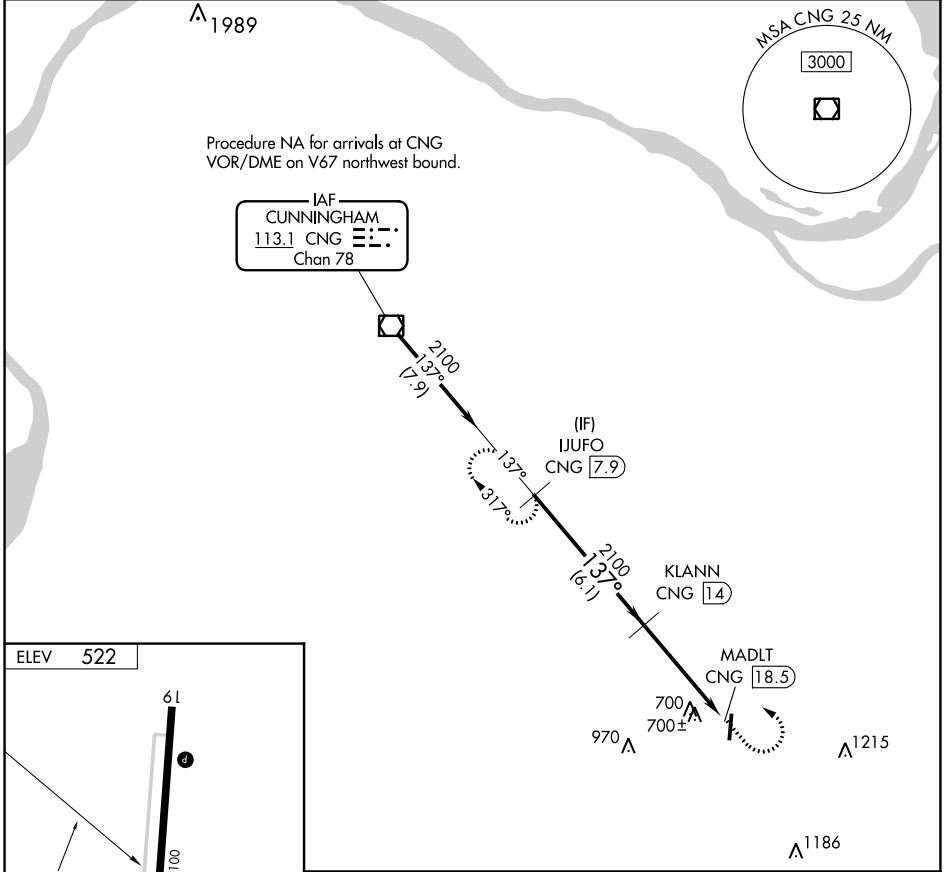 1989
MSA CNG 25 NM
3000
Procedure NA for arrivals at CNG
VOR/DME on V67 northwest bound.
IAF
CUNNINGHAM
113.1 CNG
Chan 78
2100
137°
(7.9)
(IF)
IJUFO
CNG 7.9
137°
317°
2100
137°
(6.1)
KLANN
CNG 14
MADLT
CNG 18.5
700
700±
970
1215
1186
ELEV 522
19
P
100